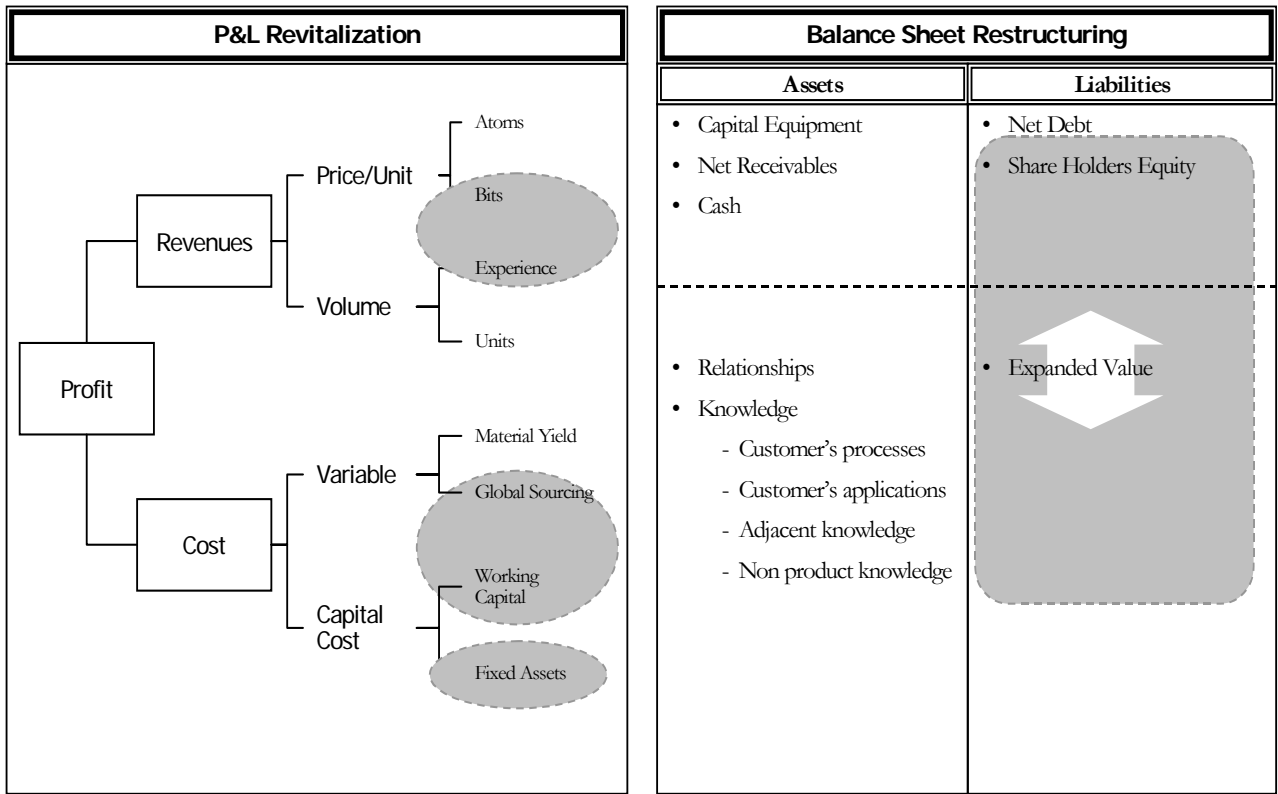 P&L Revitalization
Atoms
Price/Unit
Bits
Revenues
Experience
Volume
Units
Profit
Material Yield
Variable
Global Sourcing
Cost
Working
Capital
Capital
Cost
Fixed Assets
Balance Sheet Restructuring
Assets
• Capital Equipment
• Net Receivables
• Cash
• Relationships
• Knowledge
- Customer's processes
- Customer's applications
- Adjacent knowledge
- Non product knowledge
Liabilities
• Net Debt
• Share Holders Equity
• Expanded Value